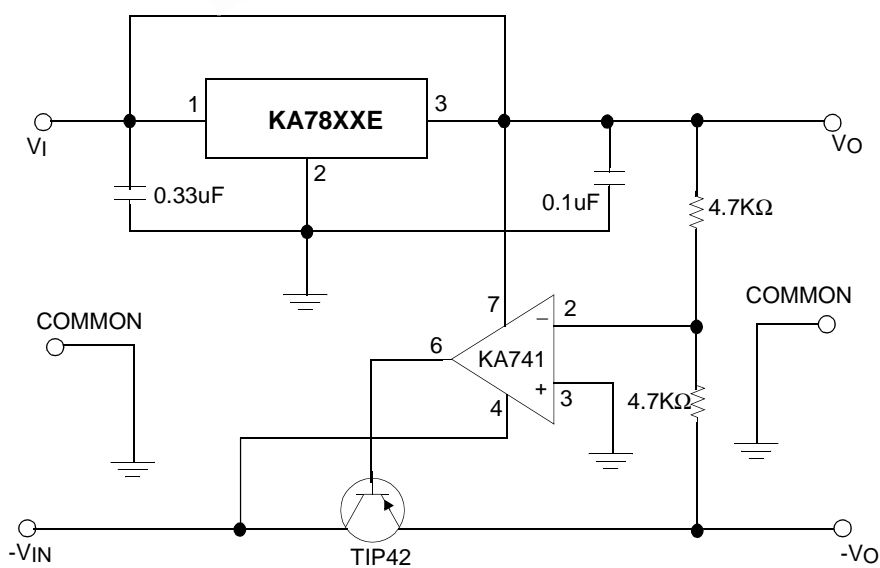 1
KA78XXE
3
VI
VO
2
0.33uF
0.1uF
4.7KΩ
COMMON
COMMON
7
2
6
KA741
−
+
4
3
4.7KΩ
-VIN
TIP42
-VO